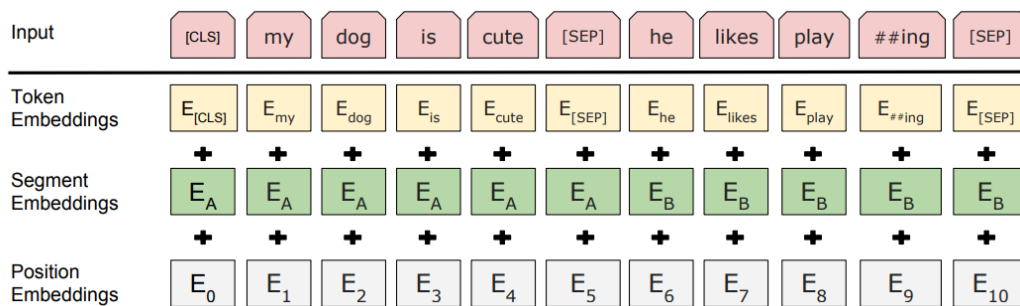 Input [CLS] my dog is cute [SEP] he likes play ##ing [SEP]
Token Embeddings E[CLS] Emy Edog Eis Ecute E[SEP] Ehe Elikes Eplay E##ing E[SEP]
+ + + + + + + + + + +
Segment Embeddings EA EA EA EA EA EA EB EB EB EB EB
+ + + + + + + + + + +
Position Embeddings E0 E1 E2 E3 E4 E5 E6 E7 E8 E9 E10